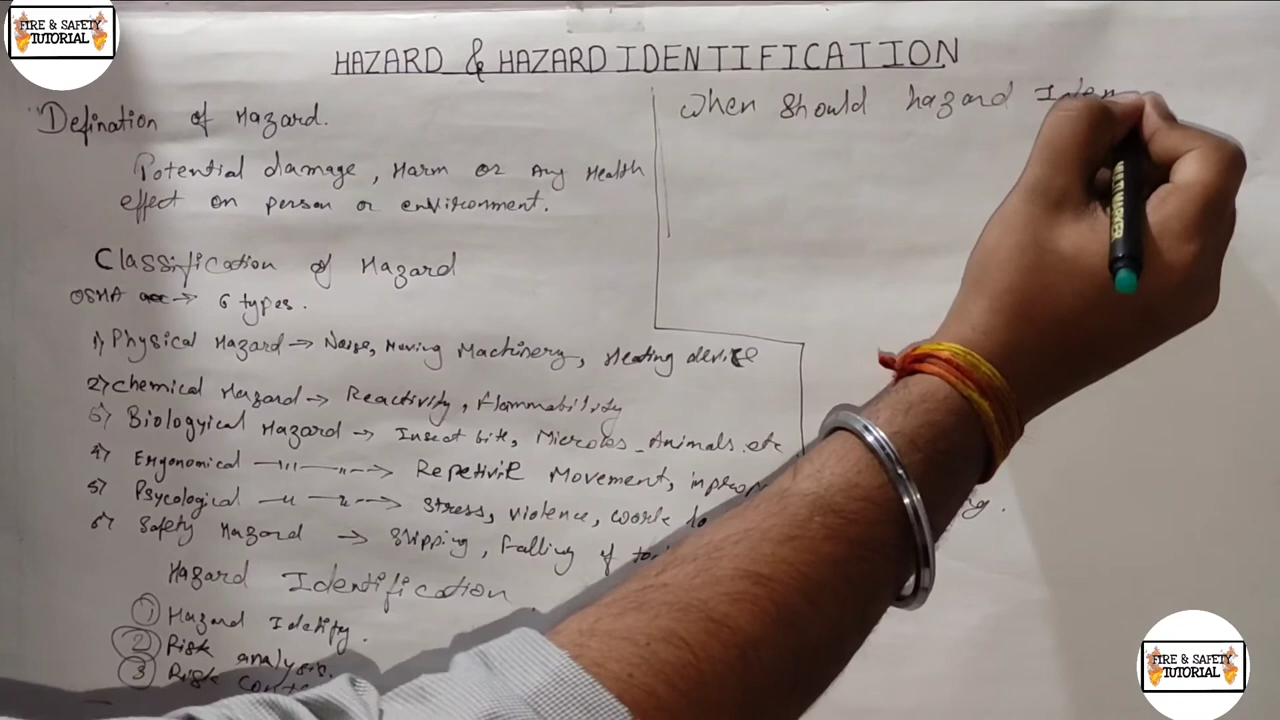 FIRE & SAFETY
TUTORIAL
HAZARD & HAZARD IDENTIFICATION
Defination of Hazard.
Potential damage, Harm or Any Health
effect on person or environment.
Classification of Hazard
OSHA → 6 types.
1) Physical Hazard → Noise, Moving Machinery, Heating device
2) Chemical Hazard → Reactivity, Flammability
3) Biologyical Hazard → Insect bite, Microbs, Animals.etc
4) Ergonomical —"— —"—> Repetivie Movement,
5) Psycological —"— —"—> Stress, violence, work
6) Safety Hazard → Slipping, Falling of
Hazard Identification
1 Hazard Idetify.
2 Risk analysis.
3 Risk
When should hazard Iden
FIRE & SAFETY
TUTORIAL